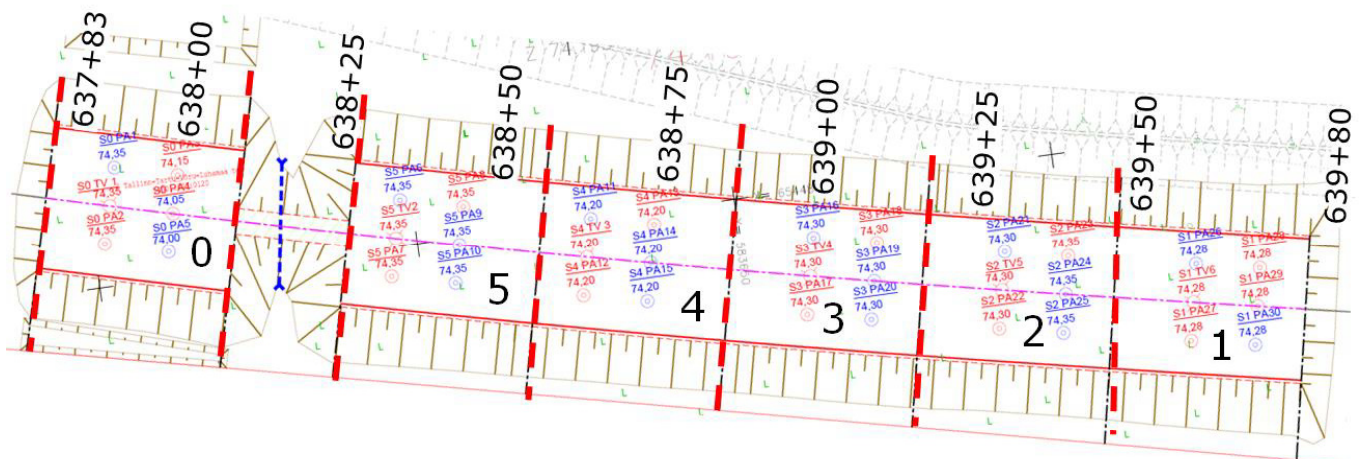 637+83
638+00
638+25
638+50
638+75
639+00
639+25
639+50
639+80
S0 PA1
74,35
74,15
S0 TV 1
74,35
S0 PA4
74,05
S0 PA2
74,35
S0 PA5
74,00
0
S5 PA6
74,35
S5 PA8
74,35
S5 TV2
74,35
S5 PA9
74,35
S5 PA7
74,35
S5 PA10
74,35
5
S4 PA11
74,20
S4 PA13
74,20
S4 TV 3
74,20
S4 PA14
74,20
S4 PA12
74,20
S4 PA15
74,20
4
S3 PA16
74,30
S3 PA18
74,30
S3 TV4
74,30
S3 PA19
74,30
S3 PA17
74,30
S3 PA20
74,30
3
S2 PA21
74,30
S2 PA23
74,35
S2 TV5
74,30
S2 PA24
74,35
S2 PA22
74,30
S2 PA25
74,35
2
S1 PA26
74,28
S1 PA28
74,28
S1 TV6
74,28
S1 PA29
74,28
S1 PA27
74,28
S1 PA30
74,28
1